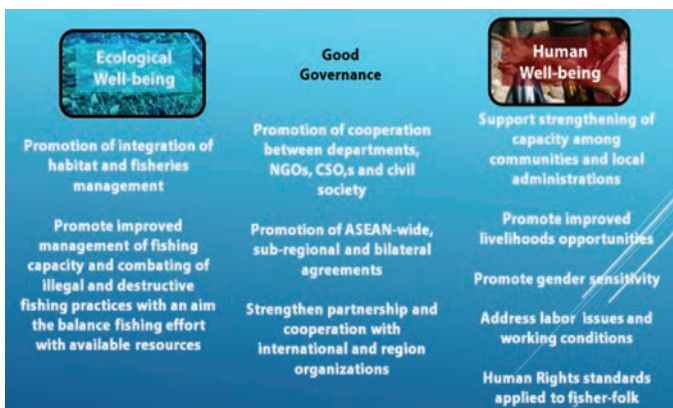 Ecological
Well-being
Promotion of integration of
habitat and fisheries
management
Promote improved
management of fishing
capacity and combating of
illegal and destructive
fishing practices with an aim
the balance fishing effort
with available resources
Good
Governance
Promotion of cooperation
between departments,
NGOs, CSO,s and civil
society
Promotion of ASEAN-wide,
sub-regional and bilateral
agreements
Strengthen partnership and
cooperation with
international and region
organizations
Human
Well-being
Support strengthening of
capacity among
communities and local
administrations
Promote improved
livelihoods opportunities
Promote gender sensitivity
Address labor issues and
working conditions
Human Rights standards
applied to fisher-folk